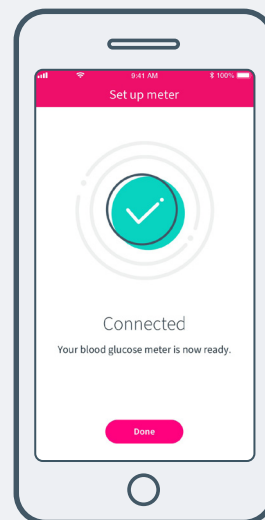 9:41 AM 100%
Set up meter
Connected
Your blood glucose meter is now ready.
Done